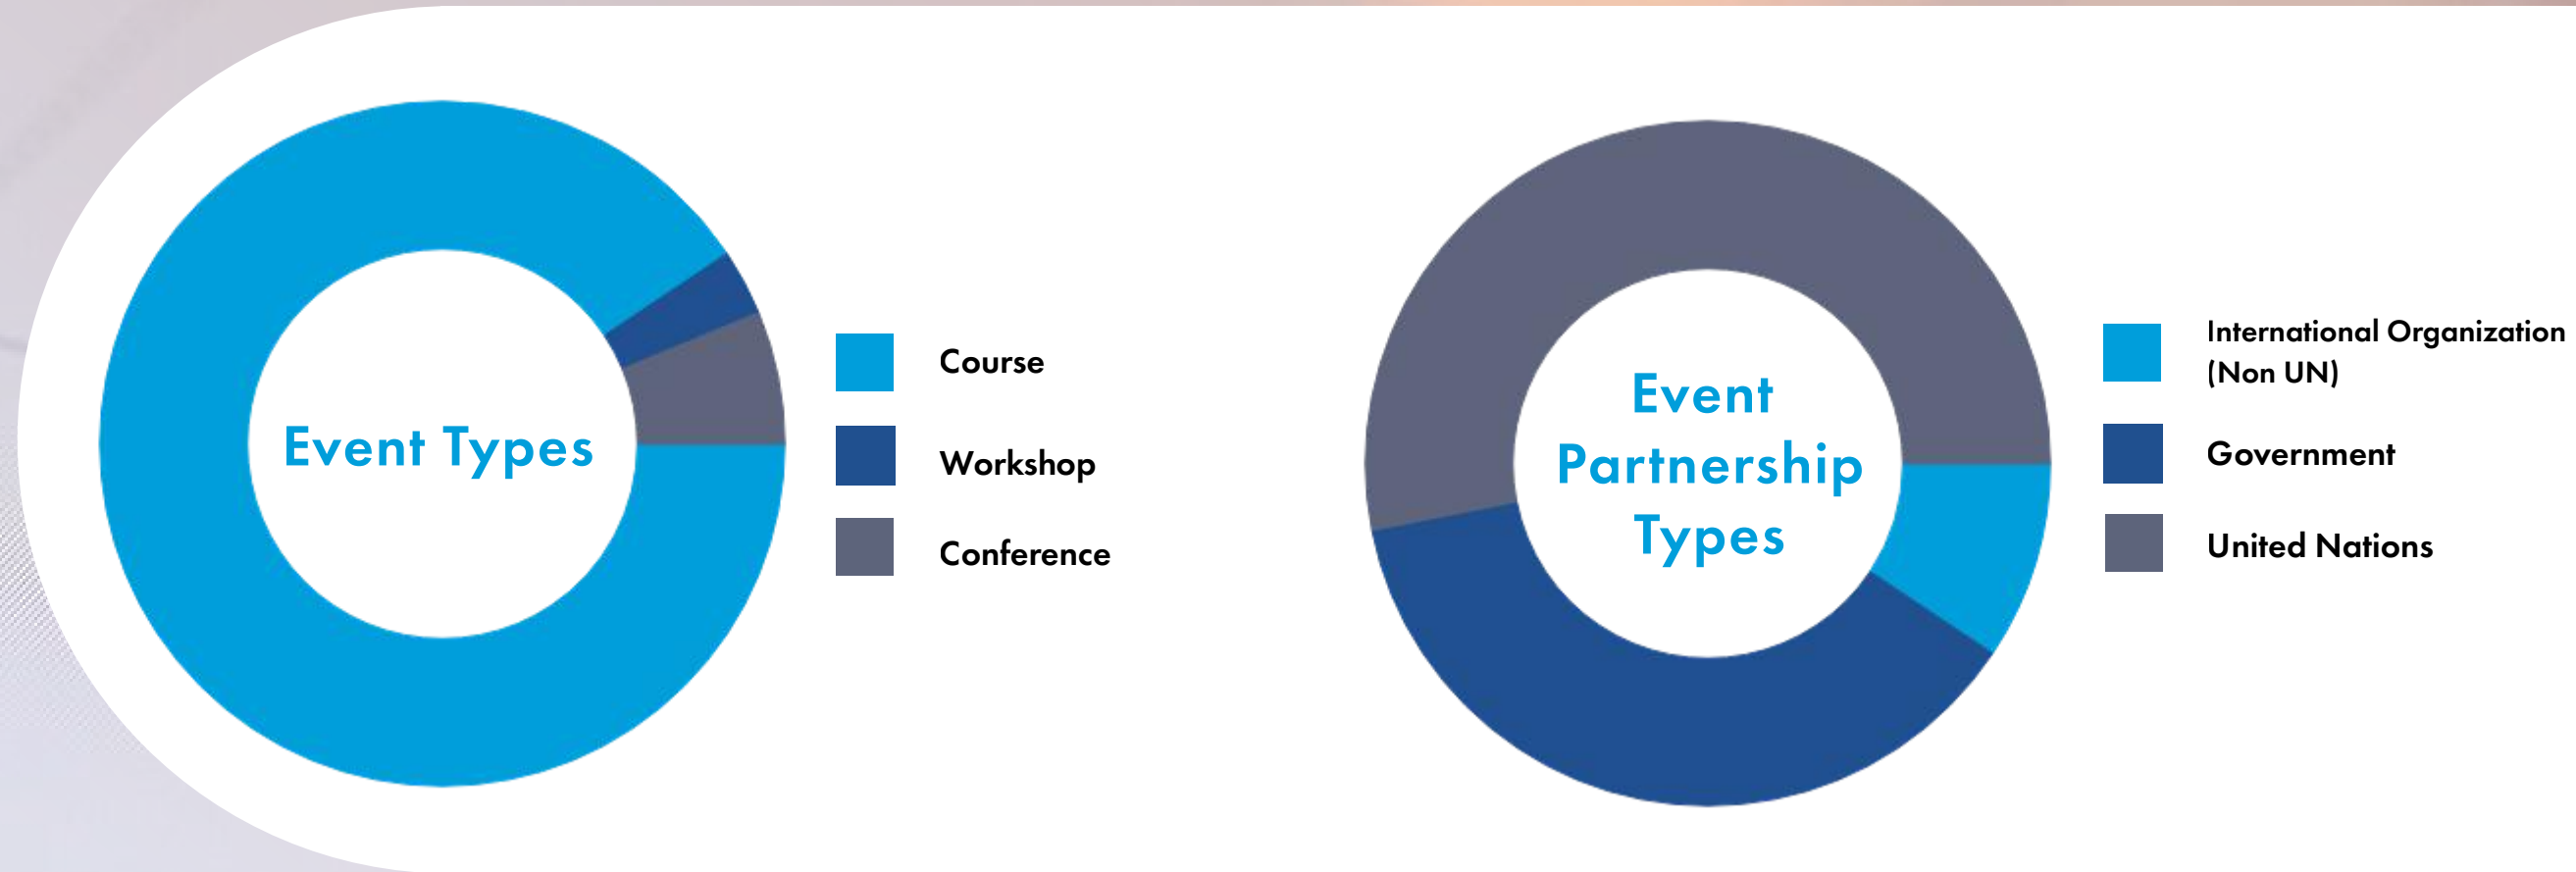 Event Types
Course
Workshop
Conference
Event
Partnership
Types
International Organization
(Non UN)
Government
United Nations